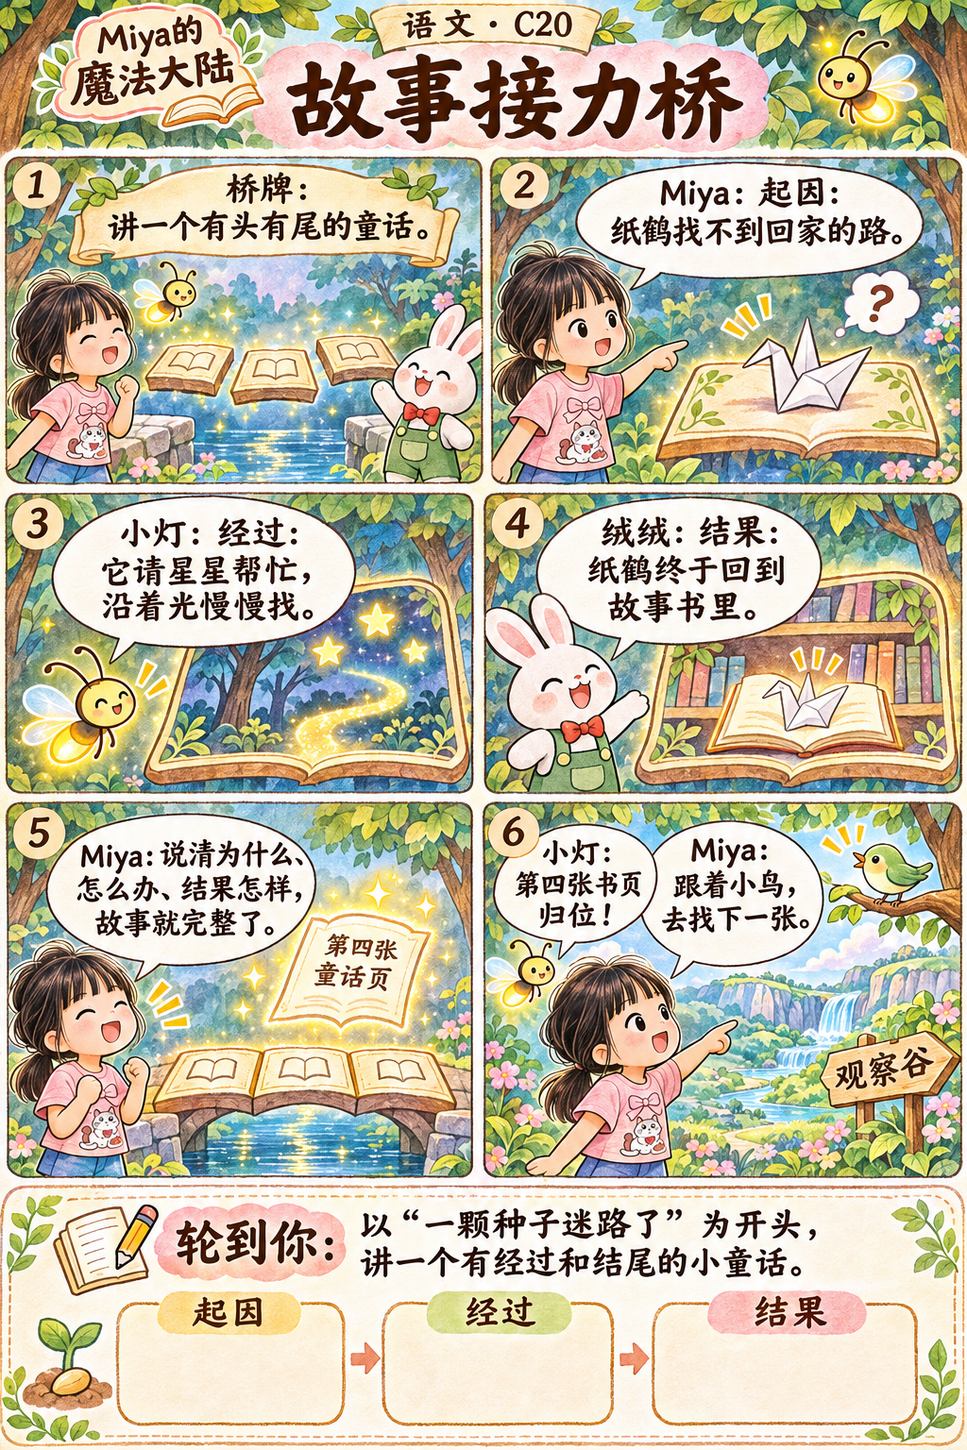 Miya的
魔法大陆
语文·C20
故事接力桥
1
桥牌：
讲一个有头有尾的童话。
2
Miya：起因：
纸鹤找不到回家的路。
?
3
小灯：经过：
它请星星帮忙，
沿着光慢慢找。
4
绒绒：结果：
纸鹤终于回到
故事书里。
5
Miya：说清为什么、
怎么办、结果怎样，
故事就完整了。
第四张
童话页
6
小灯：
第四张书页
归位！
Miya：
跟着小鸟，
去找下一张。
观察谷
轮到你：
以“一颗种子迷路了”为开头，
讲一个有经过和结尾的小童话。
起因
经过
结果